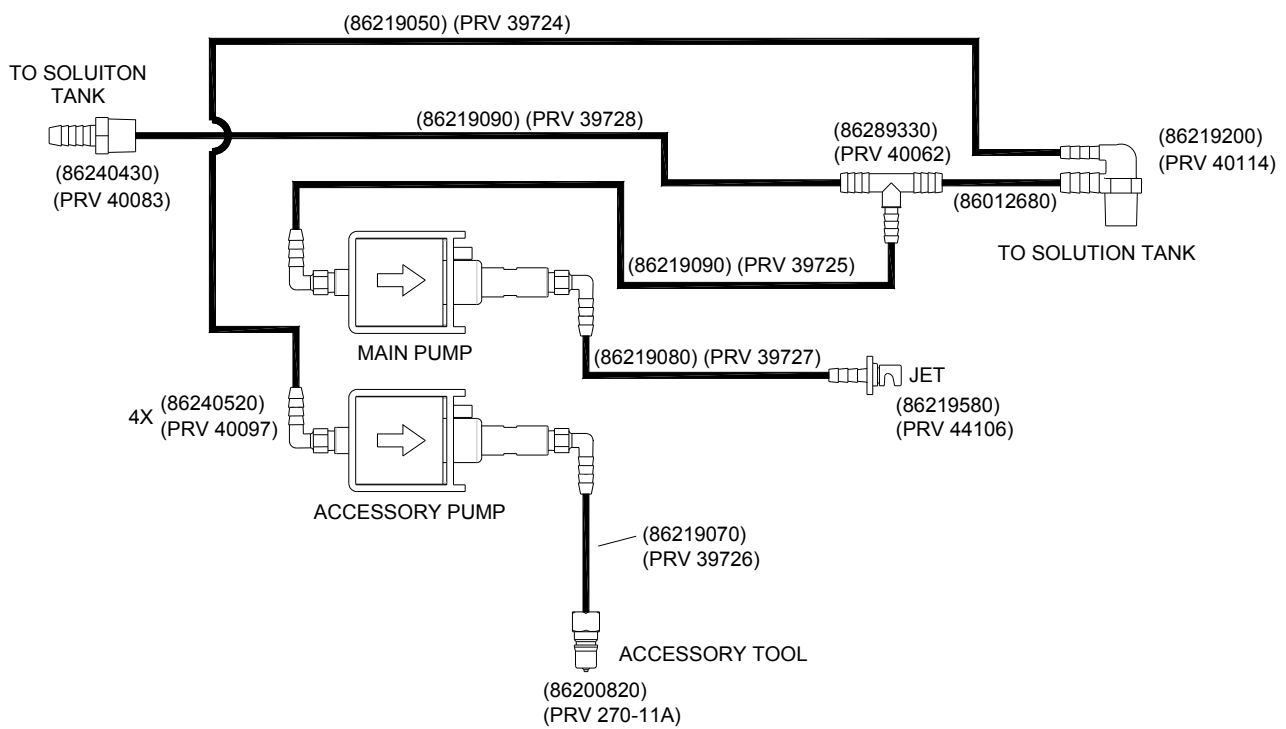 (86219050) (PRV 39724)
TO SOLUITON
TANK
(86240430)
(PRV 40083)
(86219090) (PRV 39728)
(86289330)
(PRV 40062)
(86219200)
(PRV 40114)
(86012680)
TO SOLUTION TANK
(86219090) (PRV 39725)
MAIN PUMP
(86219080) (PRV 39727)
JET
(86219580)
(PRV 44106)
4X (86240520)
(PRV 40097)
ACCESSORY PUMP
(86219070)
(PRV 39726)
ACCESSORY TOOL
(86200820)
(PRV 270-11A)